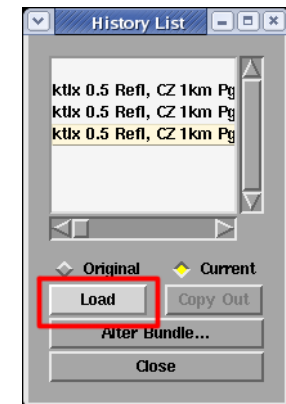 History List
ktlx 0.5 Refl, CZ 1km Pg
ktlx 0.5 Refl, CZ 1km Pg
ktlx 0.5 Refl, CZ 1km Pg
Original Current
Load Copy Out
Alter Bundle...
Close